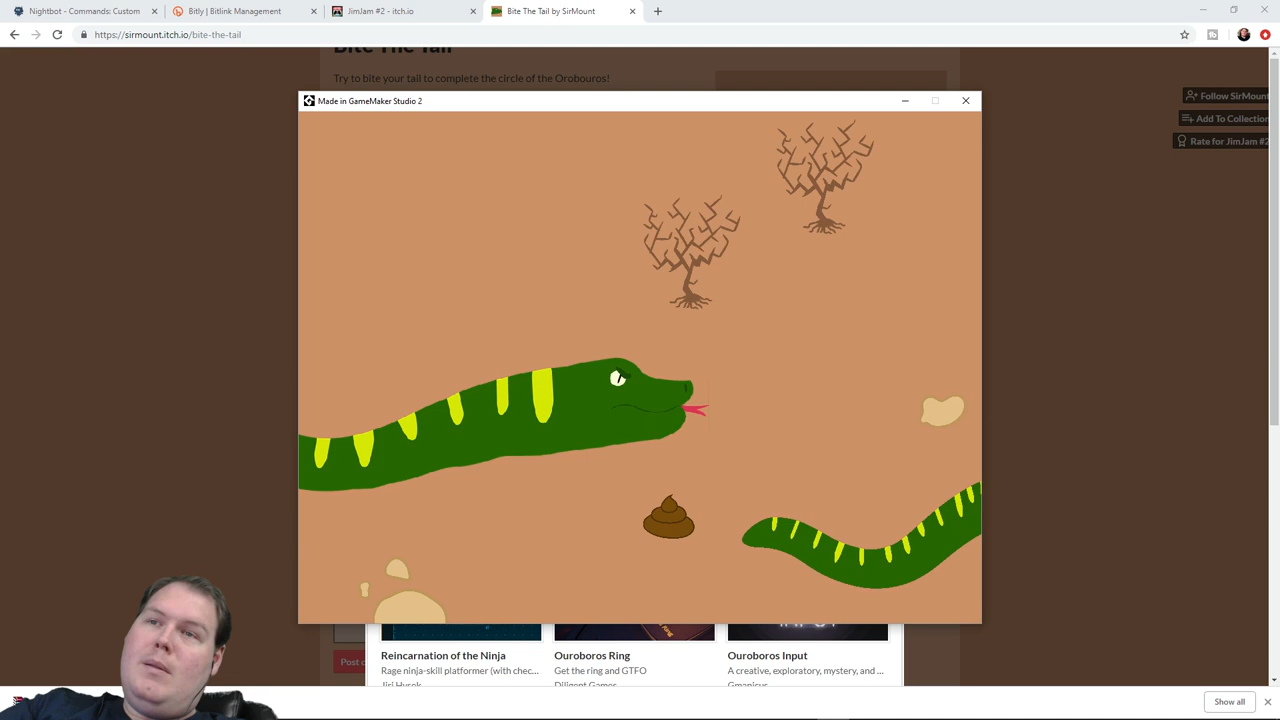 Nightbot - Commands: Custom
Bitly | Bitlink Management
JimJam #2 - itch.io
Bite The Tail by SirMount
https://sirmount.itch.io/bite-the-tail
Bite The Tail
Try to bite your tail to complete the circle of the Orobouros!
Follow SirMount
Add To Collection
Rate for JimJam #2
Made in GameMaker Studio 2
Post c
Reincarnation of the Ninja
Rage ninja-skill platformer (with chec...
Jiri Hysek
Ouroboros Ring
Get the ring and GTFO
Diligent Games
Ouroboros Input
A creative, exploratory, mystery, and ...
Show all